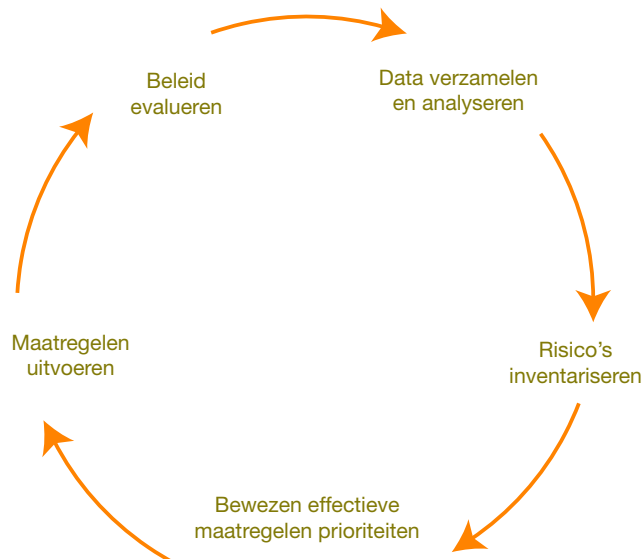 Beleid
evalueren
Data verzamelen
en analyseren
Risico’s
inventariseren
Bewezen effectieve
maatregelen prioriteiten
Maatregelen
uitvoeren